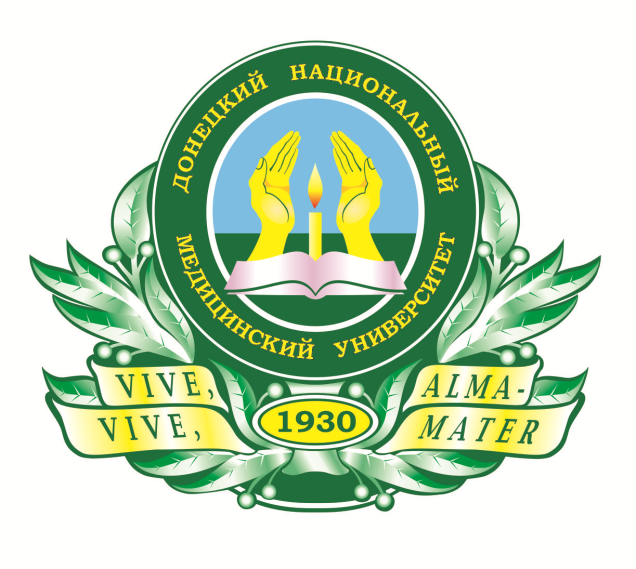 ДОНЕЦКИЙ НАЦИОНАЛЬНЫЙ
МЕДИЦИНСКИЙ УНИВЕРСИТЕТ
VIVE,
VIVE,
1930
ALMA-
MATER